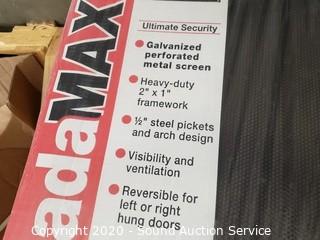 adaMAX
Ultimate Security
Galvanized
perforated
metal screen
Heavy-duty
2" x 1"
framework
½" steel pickets
and arch design
Visibility and
ventilation
Reversible for
left or right
hung doors
Copyright 2020 - Sound Auction Service